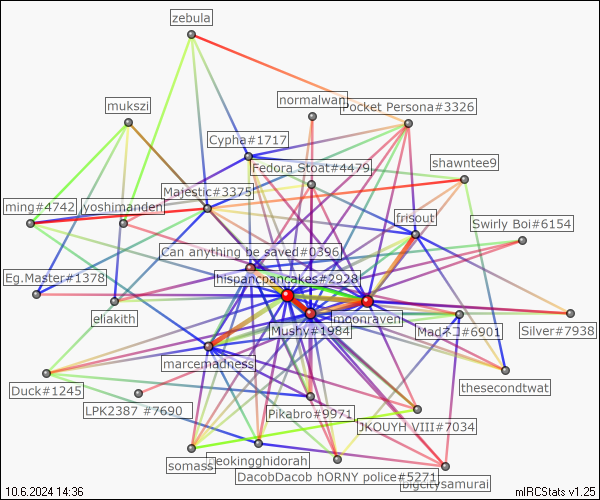 zebula
mukszi
normalwan
Pocket Persona#3326
Cypha#1717
Fedora Stoat#4479
shawntee9
Majestic#3375
ming#4742
yoshimanden
frisout
Swirly Boi#6154
Can anything be saved#0396
Eg.Master#1378
hispancpancakes#2928
eliakith
moonraven
Mushy#1984
Madネコ#6901
Silver#7938
marcemadness
Duck#1245
thesecondtwat
LPK2387 #7690
Pikabro#9971
JKOUYH VIII#7034
somass
eokingghidorah
DacobDacob hORNY police#5271
bigcitysamurai
10.6.2024 14:36
mIRCStats v1.25